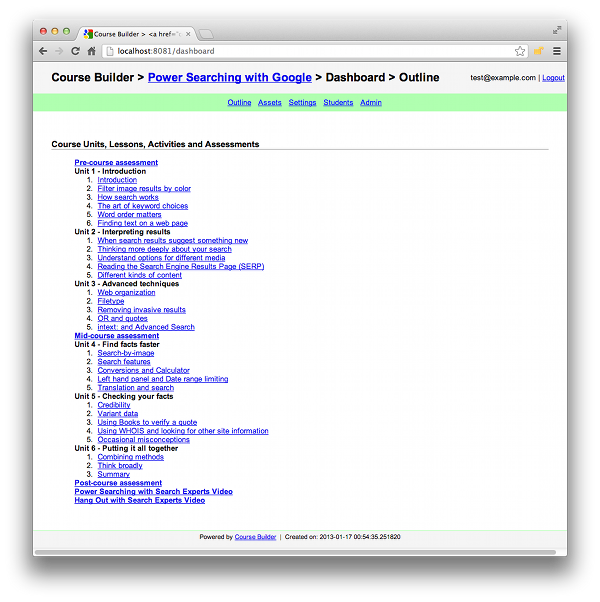 Course Builder > <a href="c
localhost:8081/dashboard
Course Builder > Power Searching with Google > Dashboard > Outline
test@example.com | Logout
Outline Assets Settings Students Admin
Course Units, Lessons, Activities and Assessments
Pre-course assessment
Unit 1 - Introduction
1. Introduction
2. Filter image results by color
3. How search works
4. The art of keyword choices
5. Word order matters
6. Finding text on a web page
Unit 2 - Interpreting results
1. When search results suggest something new
2. Thinking more deeply about your search
3. Understand options for different media
4. Reading the Search Engine Results Page (SERP)
5. Different kinds of content
Unit 3 - Advanced techniques
1. Web organization
2. Filetype
3. Removing invasive results
4. OR and quotes
5. intext: and Advanced Search
Mid-course assessment
Unit 4 - Find facts faster
1. Search-by-image
2. Search features
3. Conversions and Calculator
4. Left hand panel and Date range limiting
5. Translation and search
Unit 5 - Checking your facts
1. Credibility
2. Variant data
3. Using Books to verify a quote
4. Using WHOIS and looking for other site information
5. Occasional misconceptions
Unit 6 - Putting it all together
1. Combining methods
2. Think broadly
3. Summary
Post-course assessment
Power Searching with Search Experts Video
Hang Out with Search Experts Video
Powered by Course Builder | Created on: 2013-01-17 00:54:35.251820